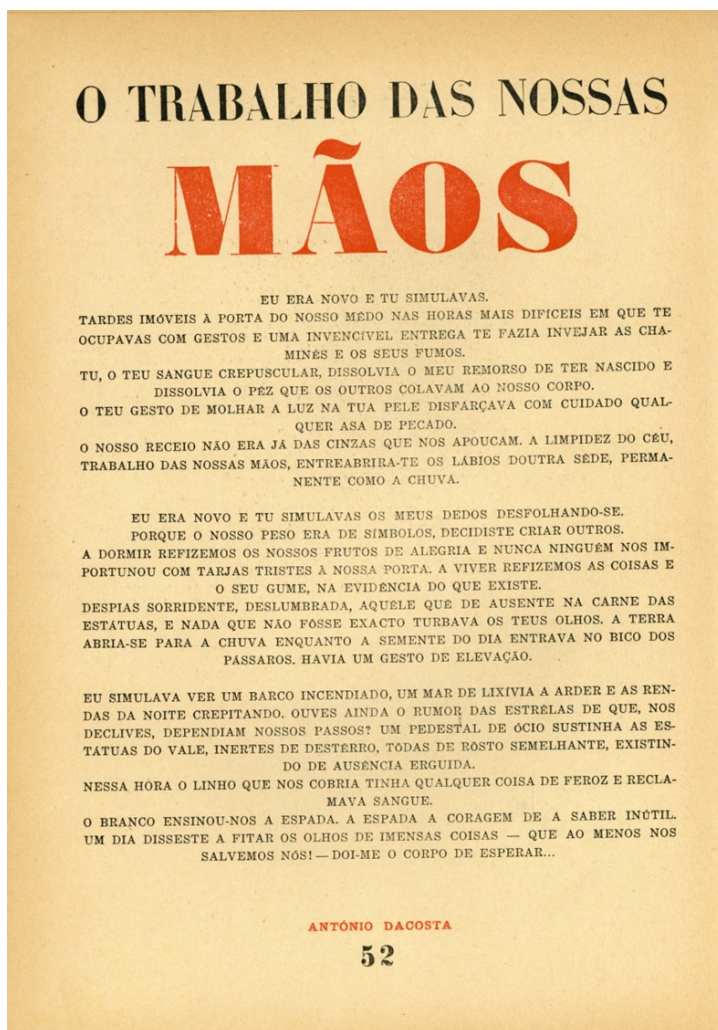 O TRABALHO DAS NOSSAS
MÃOS
EU ERA NOVO E TU SIMULAVAS.
TARDES IMÓVEIS À PORTA DO NOSSO MÊDO NAS HORAS MAIS DIFÍCEIS EM QUE TE
OCUPAVAS COM GESTOS E UMA INVENCÍVEL ENTREGA TE FAZIA INVEJAR AS CHA-
MINÉS E OS SEUS FUMOS.
TU, O TEU SANGUE CREPUSCULAR, DISSOLVIA O MEU REMORSO DE TER NASCIDO E
DISSOLVIA O PÊZ QUE OS OUTROS COLAVAM AO NOSSO CORPO.
O TEU GESTO DE MOLHAR A LUZ NA TUA PELE DISFARÇAVA COM CUIDADO QUAL-
QUER ASA DE PECADO.
O NOSSO RECEIO NÃO ERA JÁ DAS CINZAS QUE NOS APOUCAM. A LIMPIDEZ DO CÉU,
TRABALHO DAS NOSSAS MÃOS, ENTREABRIRA-TE OS LÁBIOS DOUTRA SÊDE, PERMA-
NENTE COMO A CHUVA.
EU ERA NOVO E TU SIMULAVAS OS MEUS DEDOS DESFOLHANDO-SE.
PORQUE O NOSSO PESO ERA DE SÍMBOLOS, DECIDISTE CRIAR OUTROS.
A DORMIR REFIZEMOS OS NOSSOS FRUTOS DE ALEGRIA E NUNCA NINGUÉM NOS IM-
PORTUNOU COM TARJAS TRISTES À NOSSA PORTA. A VIVER REFIZEMOS AS COISAS E
O SEU GUME, NA EVIDÊNCIA DO QUE EXISTE.
DESPIAS SORRIDENTE, DESLUMBRADA, AQUÊLE QUÊ DE AUSENTE NA CARNE DAS
ESTÁTUAS, E NADA QUE NÃO FÔSSE EXACTO TURBAVA OS TEUS OLHOS. A TERRA
ABRIA-SE PARA A CHUVA ENQUANTO A SEMENTE DO DIA ENTRAVA NO BICO DOS
PÁSSAROS. HAVIA UM GESTO DE ELEVAÇÃO.
EU SIMULAVA VER UM BARCO INCENDIADO, UM MAR DE LIXÍVIA A ARDER E AS REN-
DAS DA NOITE CREPITANDO. OUVES AINDA O RUMOR DAS ESTRÊLAS DE QUE, NOS
DECLIVES, DEPENDIAM NOSSOS PASSOS? UM PEDESTAL DE ÓCIO SUSTINHA AS ES-
TÁTUAS DO VALE, INERTES DE DESTÊRRO, TÔDAS DE RÔSTO SEMELHANTE, EXISTIN-
DO DE AUSÊNCIA ERGUIDA.
NESSA HORA O LINHO QUE NOS COBRIA TINHA QUALQUER COISA DE FEROZ E RECLA-
MAVA SANGUE.
O BRANCO ENSINOU-NOS A ESPADA. A ESPADA A CORAGEM DE A SABER INÚTIL.
UM DIA DISSESTE A FITAR OS OLHOS DE IMENSAS COISAS — QUE AO MENOS NOS
SALVEMOS NÓS! — DOI-ME O CORPO DE ESPERAR...
ANTÓNIO DACOSTA
52